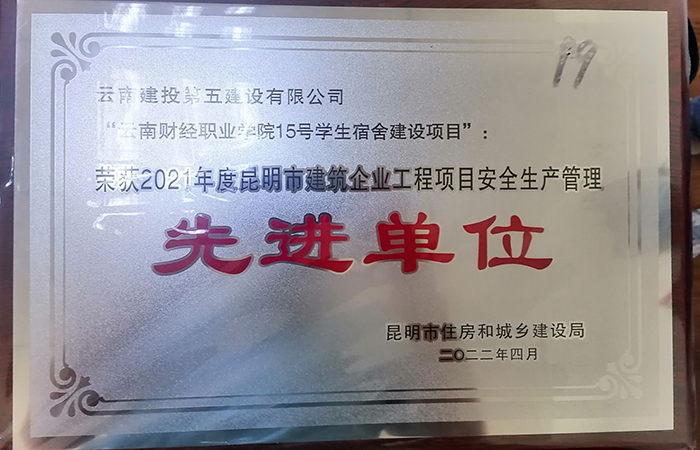 19
云南建投第五建设有限公司
“云南财经职业学院15号学生宿舍建设项目”：
荣获2021年度昆明市建筑企业工程项目安全生产管理
先进单位
昆明市住房和城乡建设局
二〇二二年四月